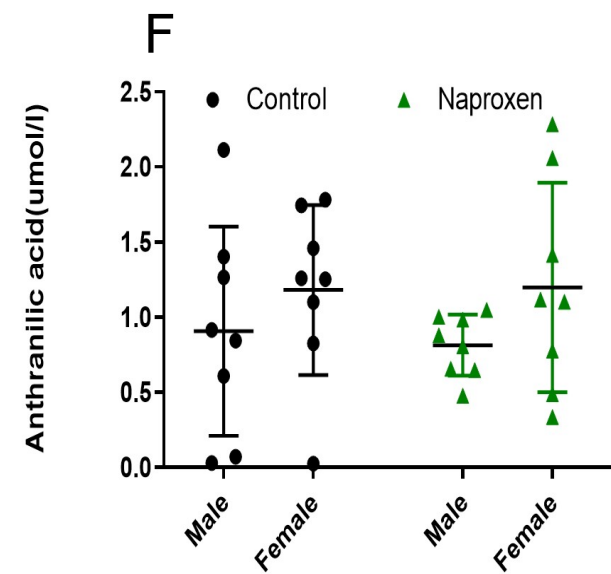 F
Control Naproxen
Anthranilic acid(umol/l)
2.5
2.0
1.5
1.0
0.5
0.0
Male Female Male Female